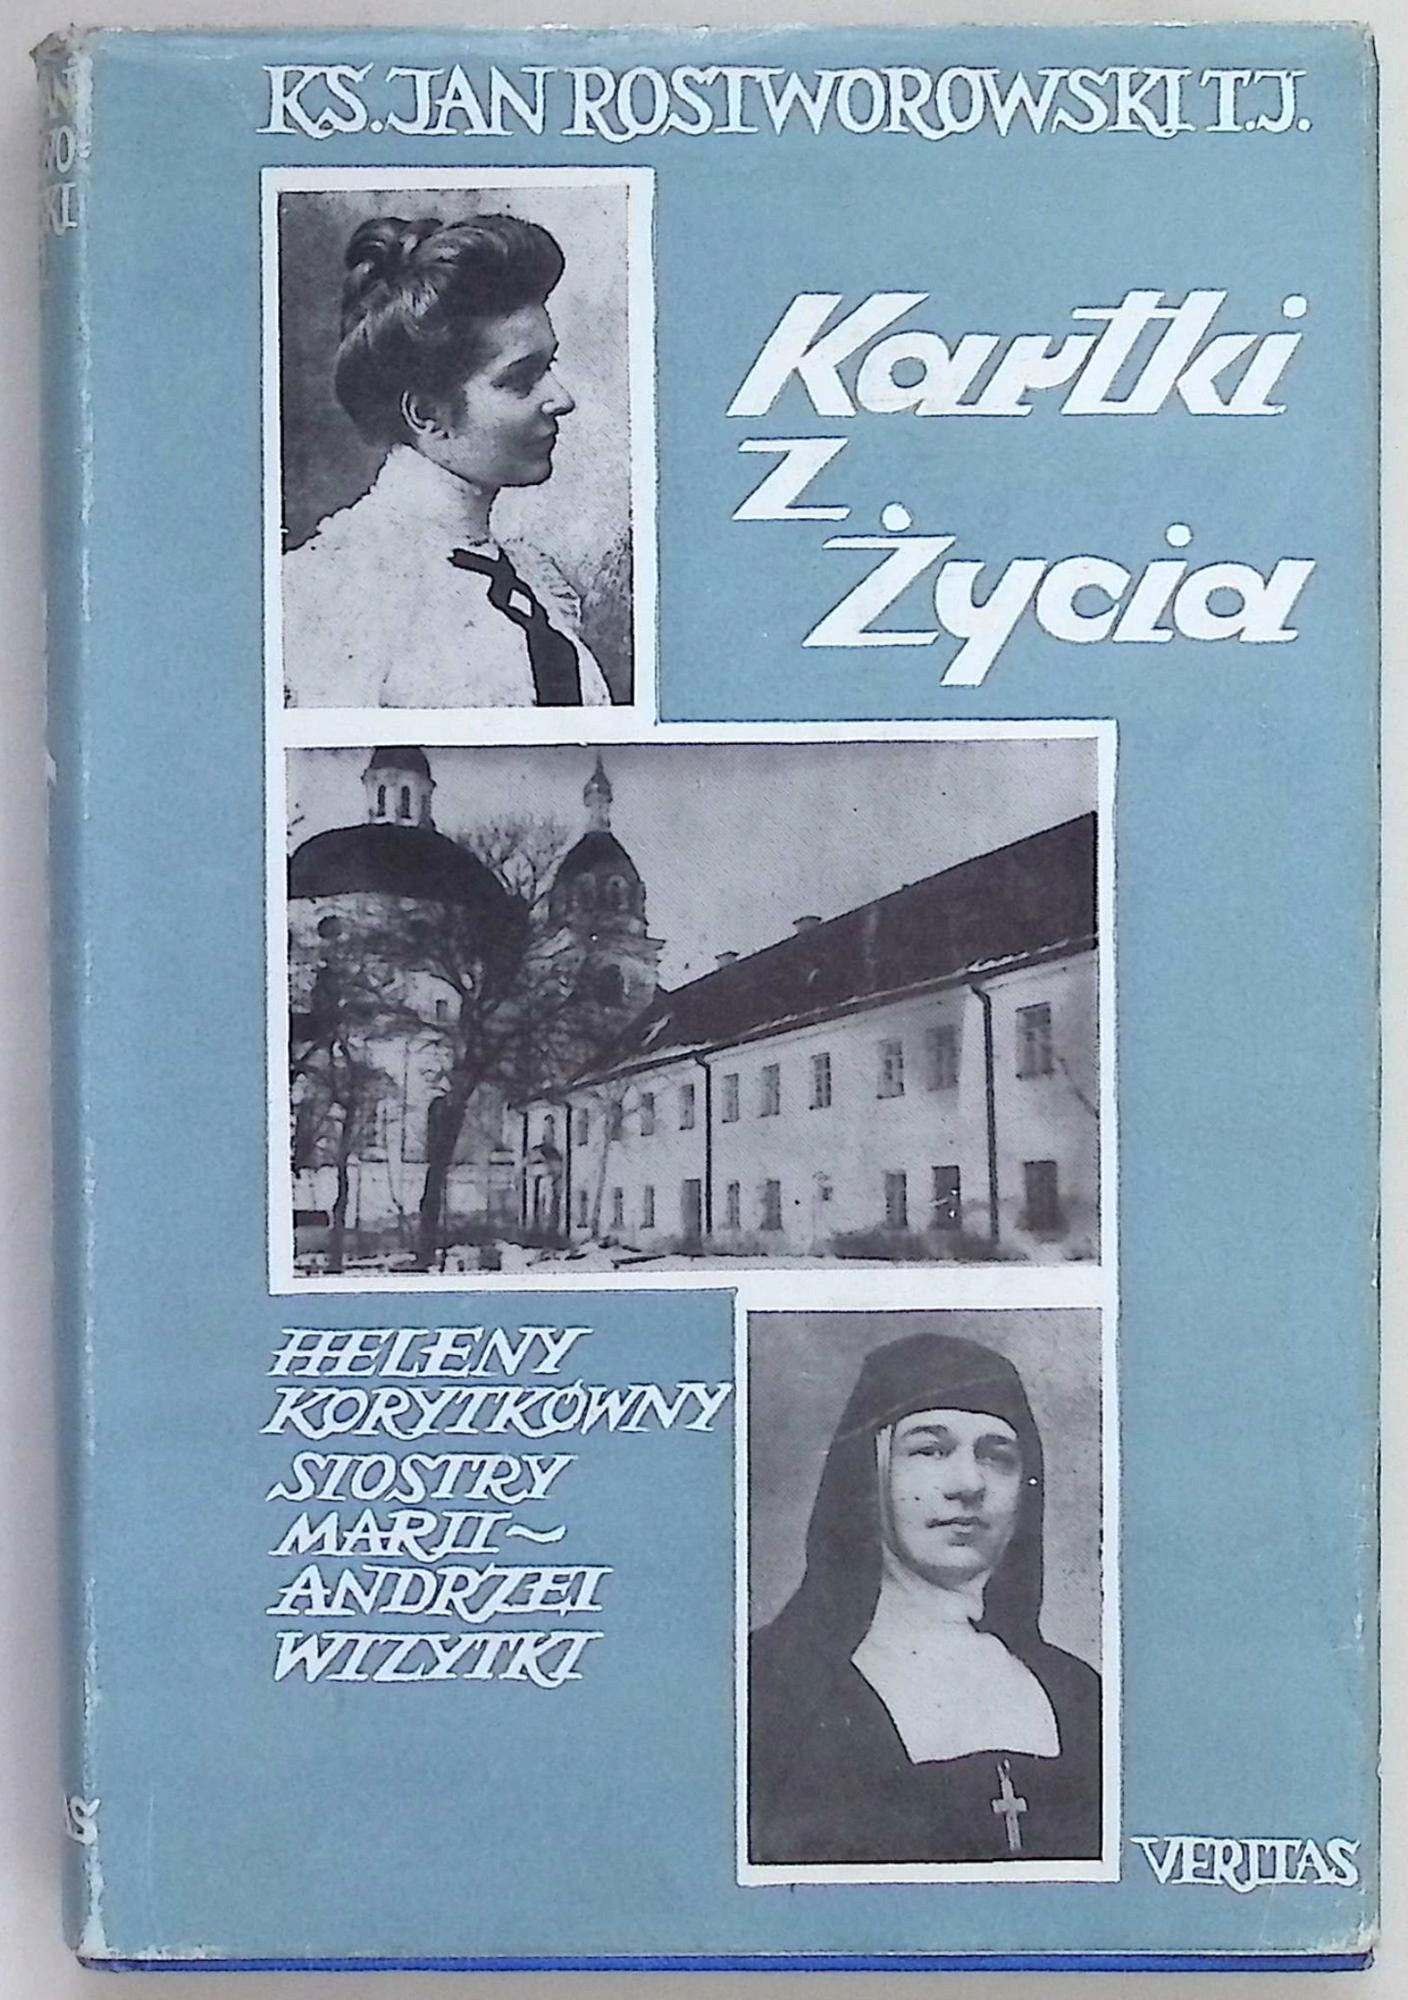 KS. JAN ROSTWOROWSKI T.J.
Kartki
z
Życia
HELENY
KORYTKÓWNY
SIOSTRY
MARII~
ANDRZEI
WIZYTKI
VERITAS